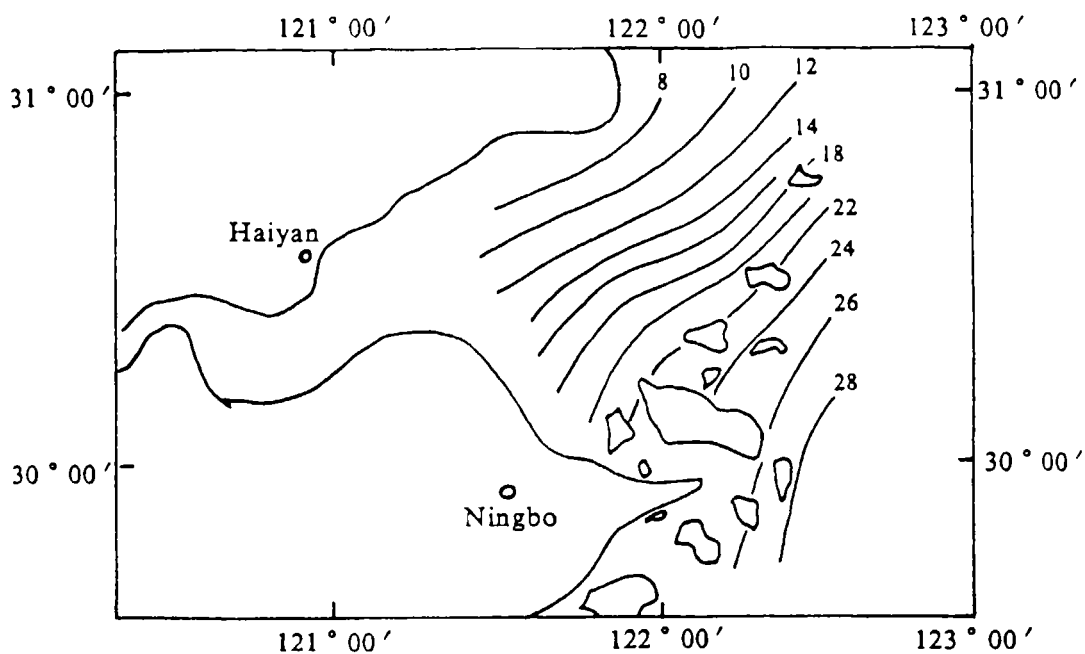 121 ° 00 ′ 122 ° 00 ′ 123 ° 00 ′
31 ° 00 ′ 8 10 12 31 ° 00 ′
14
18
22
Haiyan
24
26
28
30 ° 00 ′ 30 ° 00 ′
Ningbo
121 ° 00 ′ 122 ° 00 ′ 123 ° 00 ′